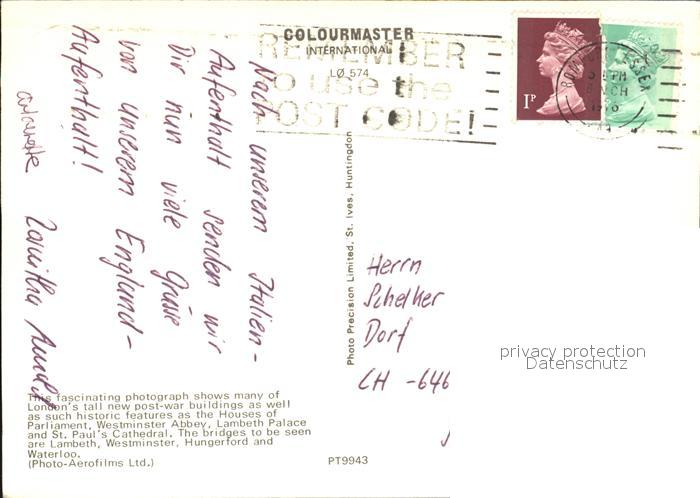 COLOURMASTER
INTERNATIONAL
LØ 574
REMEMBER
to use the
POST CODE!
1P
ESSEX
Nach unserem Italien-
Aufenthalt senden wir
Dir nun viele Grüsse
von unserem England-
Aufenthalt!
Photo Precision Limited, St. Ives, Huntingdon
Herrn
Schelker
Dorf
CH -646
privacy protection
Datenschutz
This fascinating photograph shows many of
London's tall new post-war buildings as well
as such historic features as the Houses of
Parliament, Westminster Abbey, Lambeth Palace
and St. Paul's Cathedral. The bridges to be seen
are Lambeth, Westminster, Hungerford and
Waterloo.
(Photo-Aerofilms Ltd.)
PT9943